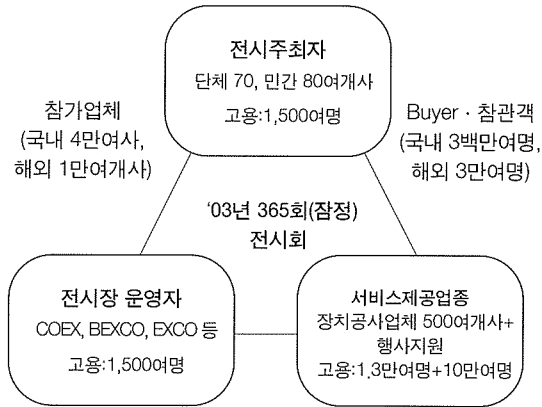 전시주최자
단체 70, 민간 80여개사
고용:1,500여명
참가업체
(국내 4만여사,
해외 1만여개사)
Buyer · 참관객
(국내 3백만여명,
해외 3만여명)
'03년 365회(잠정)
전시회
전시장 운영자
COEX, BEXCO, EXCO 등
고용:1,500여명
서비스제공업종
장치공사업체 500여개사+
행사지원
고용:1.3만여명+10만여명